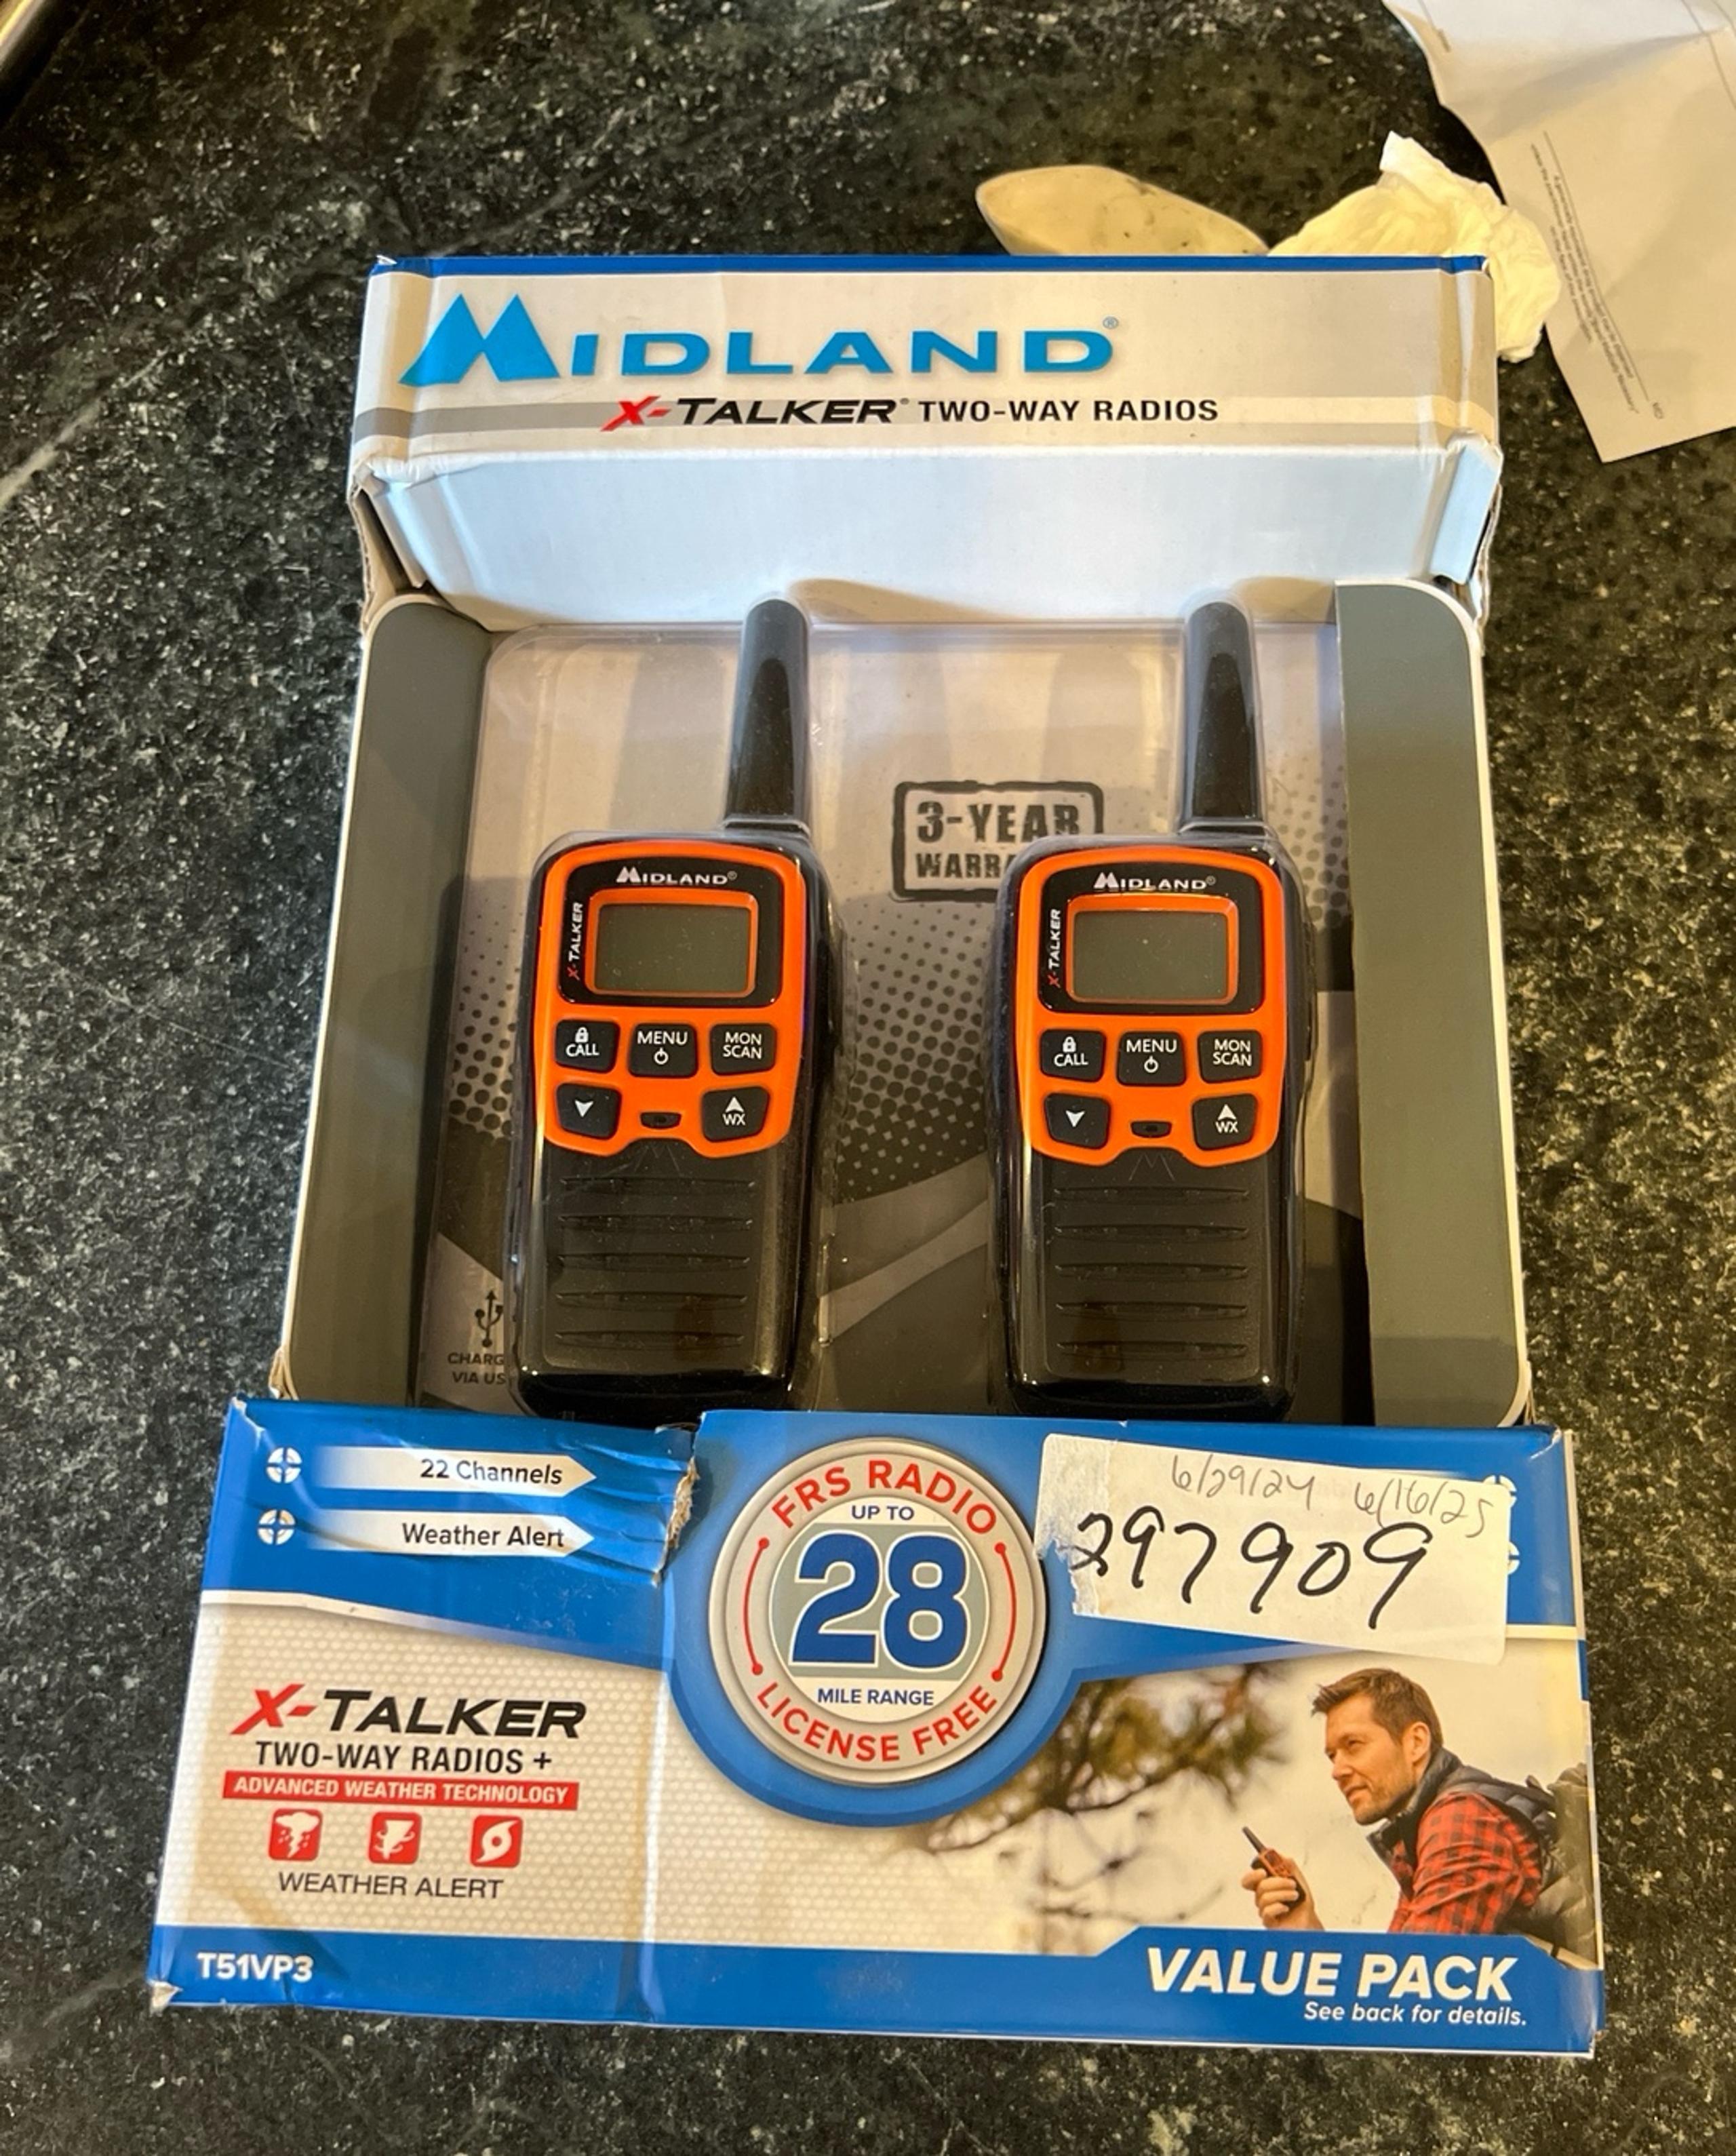 MIDLAND®
X-TALKER® TWO-WAY RADIOS
3-YEAR
WARRA
MIDLAND®
X-TALKER
CALL
MENU
MON
SCAN
WX
MIDLAND®
X-TALKER
CALL
MENU
MON
SCAN
WX
CHARG
VIA US
22 Channels
Weather Alert
FRS RADIO
UP TO
28
MILE RANGE
LICENSE FREE
6/29/24 6/16/25
297909
X-TALKER
TWO-WAY RADIOS +
ADVANCED WEATHER TECHNOLOGY
WEATHER ALERT
T51VP3
VALUE PACK
See back for details.